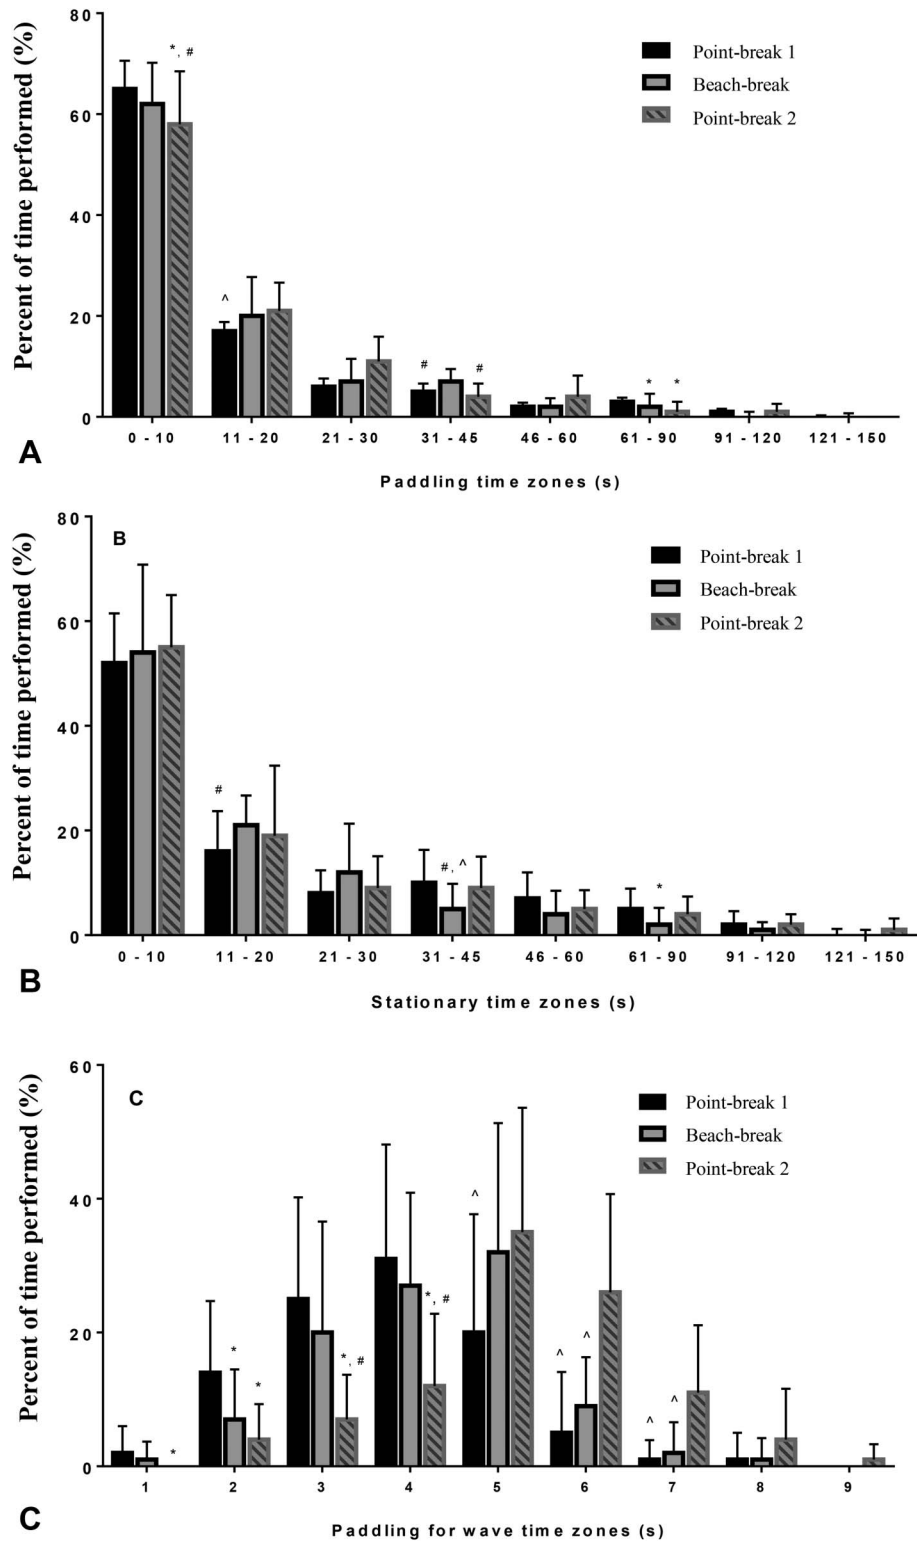 Percent of time performed (%)
80
60
40
20
0
Point-break 1
Beach-break
Point-break 2
*, #
^
#
#
*
*
0 - 10
11 - 20
21 - 30
31 - 45
46 - 60
61 - 90
91 - 120
121 - 150
A
Paddling time zones (s)
Percent of time performed (%)
80
60
40
20
0
B
Point-break 1
Beach-break
Point-break 2
#
#, ^
*
0 - 10
11 - 20
21 - 30
31 - 45
46 - 60
61 - 90
91 - 120
121 - 150
B
Stationary time zones (s)
Percent of time performed (%)
60
40
20
0
C
Point-break 1
Beach-break
Point-break 2
*
*
*
*, #
*, #
^
^
^
^
^
1
2
3
4
5
6
7
8
9
C
Paddling for wave time zones (s)